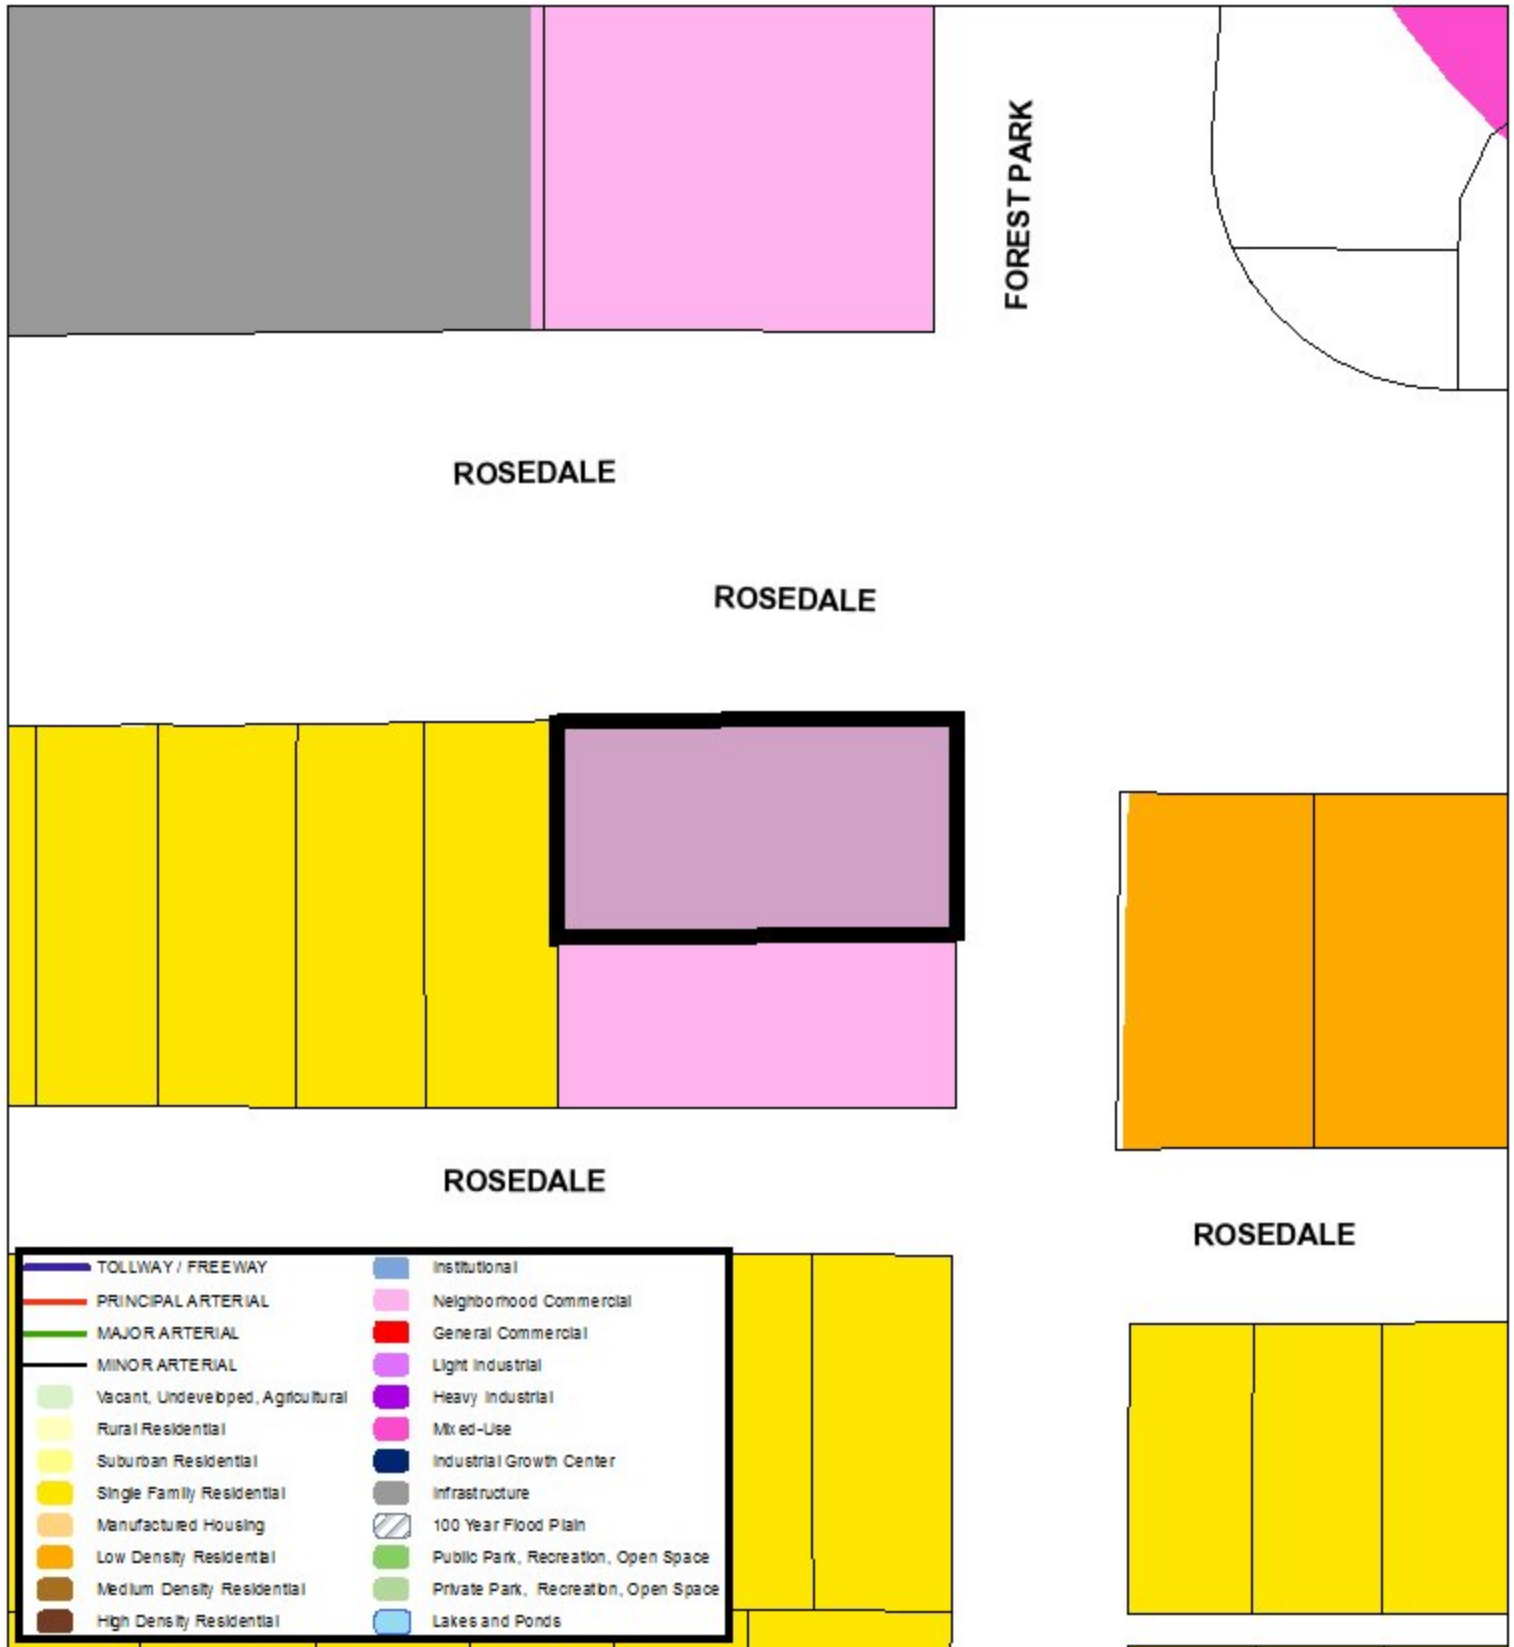 FOREST PARK
ROSEDALE
ROSEDALE
ROSEDALE
ROSEDALE
TOLLWAY / FREEWAY
PRINCIPAL ARTERIAL
MAJOR ARTERIAL
MINOR ARTERIAL
Vacant, Undeveloped, Agricultural
Rural Residential
Suburban Residential
Single Family Residential
Manufactured Housing
Low Density Residential
Medium Density Residential
High Density Residential
Institutional
Neighborhood Commercial
General Commercial
Light Industrial
Heavy Industrial
Mixed-Use
Industrial Growth Center
Infrastructure
100 Year Flood Plain
Public Park, Recreation, Open Space
Private Park, Recreation, Open Space
Lakes and Ponds